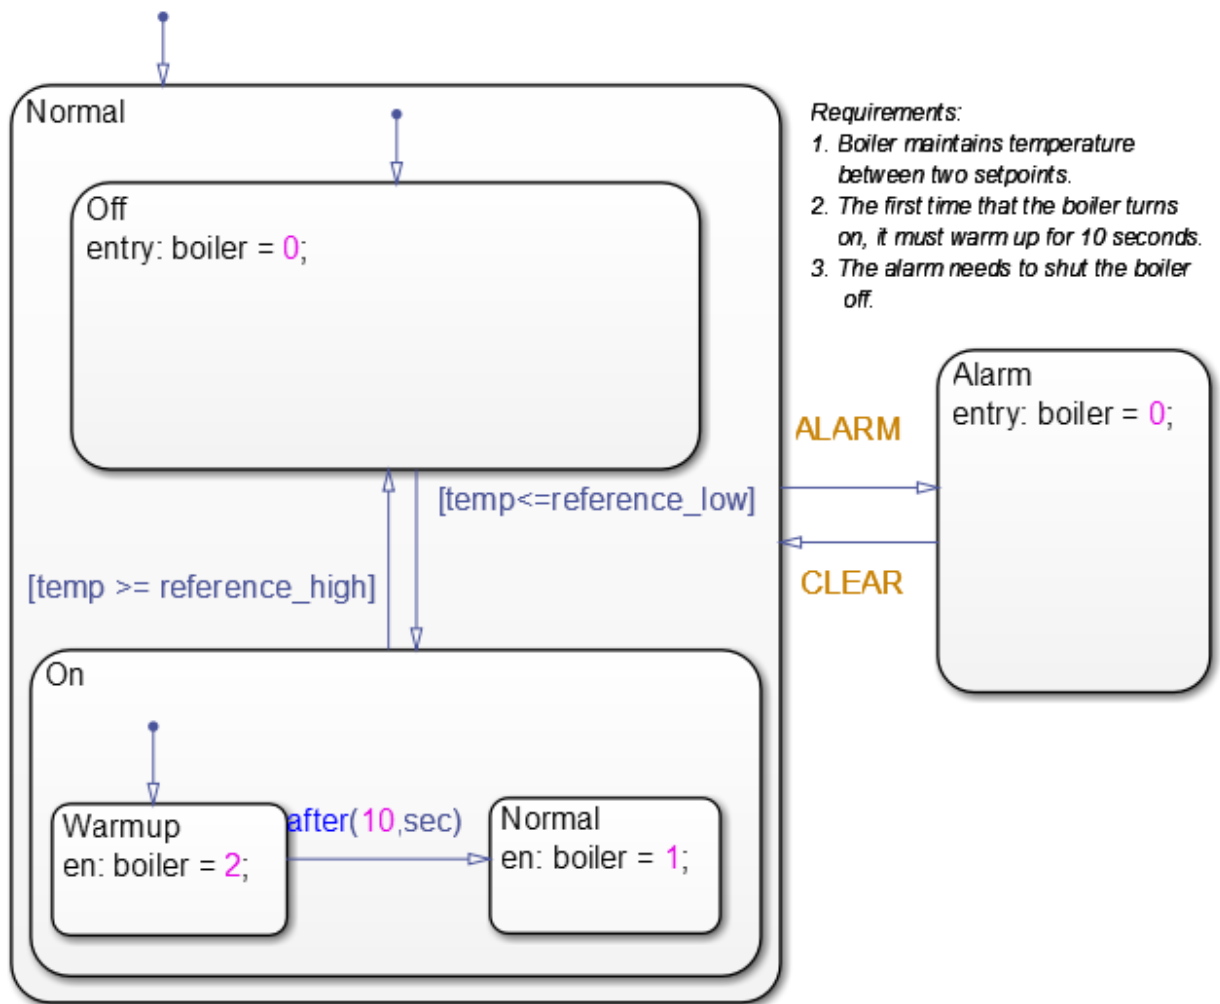 Normal
Off
entry: boiler = 0;
Requirements:
1. Boiler maintains temperature
between two setpoints.
2. The first time that the boiler turns
on, it must warm up for 10 seconds.
3. The alarm needs to shut the boiler
off.
Alarm
entry: boiler = 0;
ALARM
[temp<=reference_low]
[temp >= reference_high]
CLEAR
On
Warmup
en: boiler = 2;
after(10,sec)
Normal
en: boiler = 1;